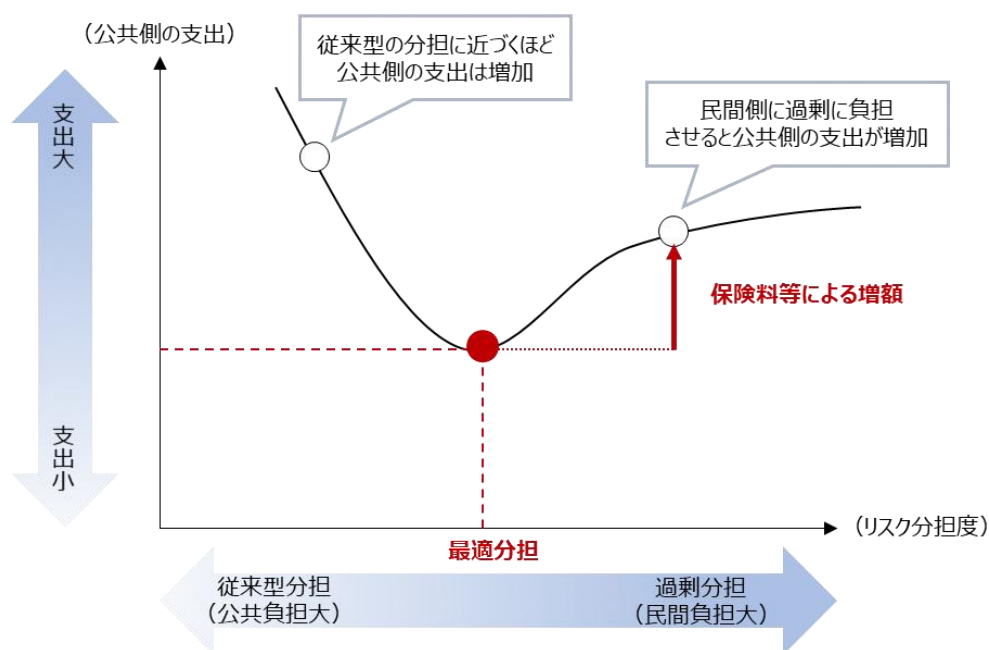 （公共側の支出）
従来型の分担に近づくほど
公共側の支出は増加
民間側に過剰に負担
させると公共側の支出が増加
支出大
保険料等による増額
支出小
（リスク分担度）
最適分担
従来型分担
（公共負担大）
過剰分担
（民間負担大）